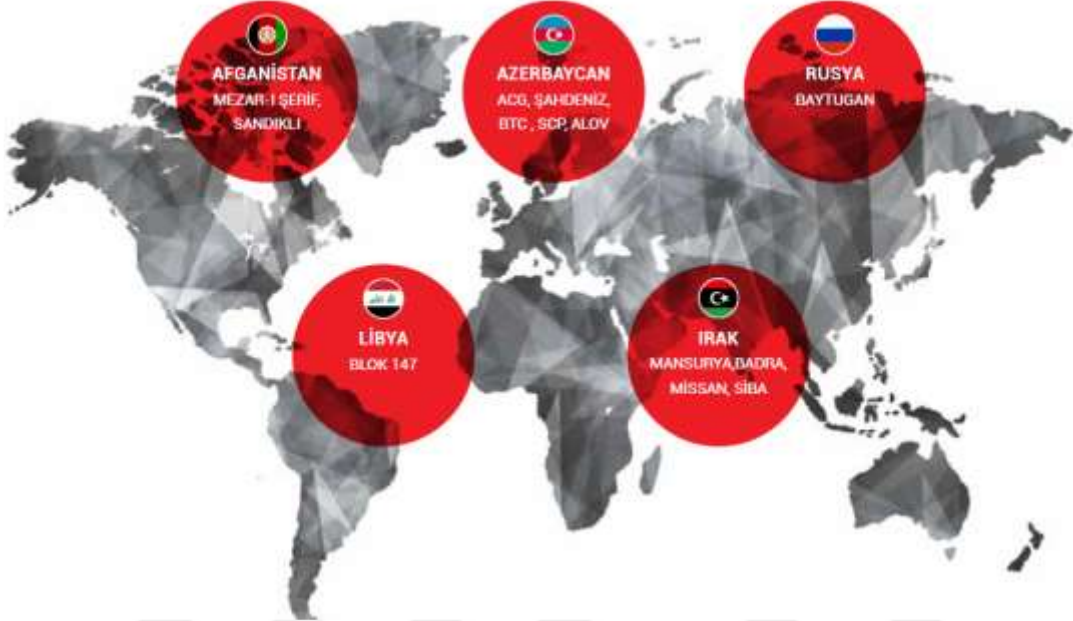 AFGANİSTAN
MEZAR-I ŞERİF,
SANDIKLI
AZERBAYCAN
ACG, ŞAHDENİZ,
BTC , SCP, ALOV
RUSYA
BAYTUGAN
LİBYA
BLOK 147
IRAK
MANSURYA,BADRA,
MİSSAN, SİBA